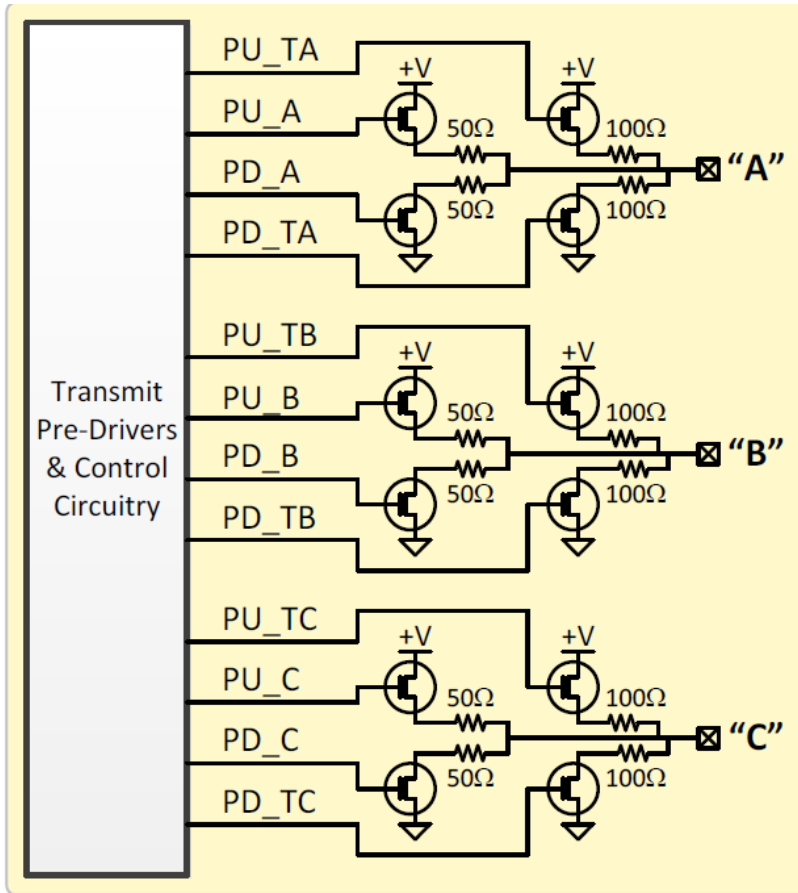 PU_TA
+V
+V
PU_A
50Ω
100Ω
PD_A
“A”
50Ω
100Ω
PD_TA
PU_TB
+V
+V
PU_B
50Ω
100Ω
Transmit
Pre-Drivers
& Control
Circuitry
PD_B
“B”
50Ω
100Ω
PD_TB
PU_TC
+V
+V
PU_C
50Ω
100Ω
PD_C
“C”
50Ω
100Ω
PD_TC